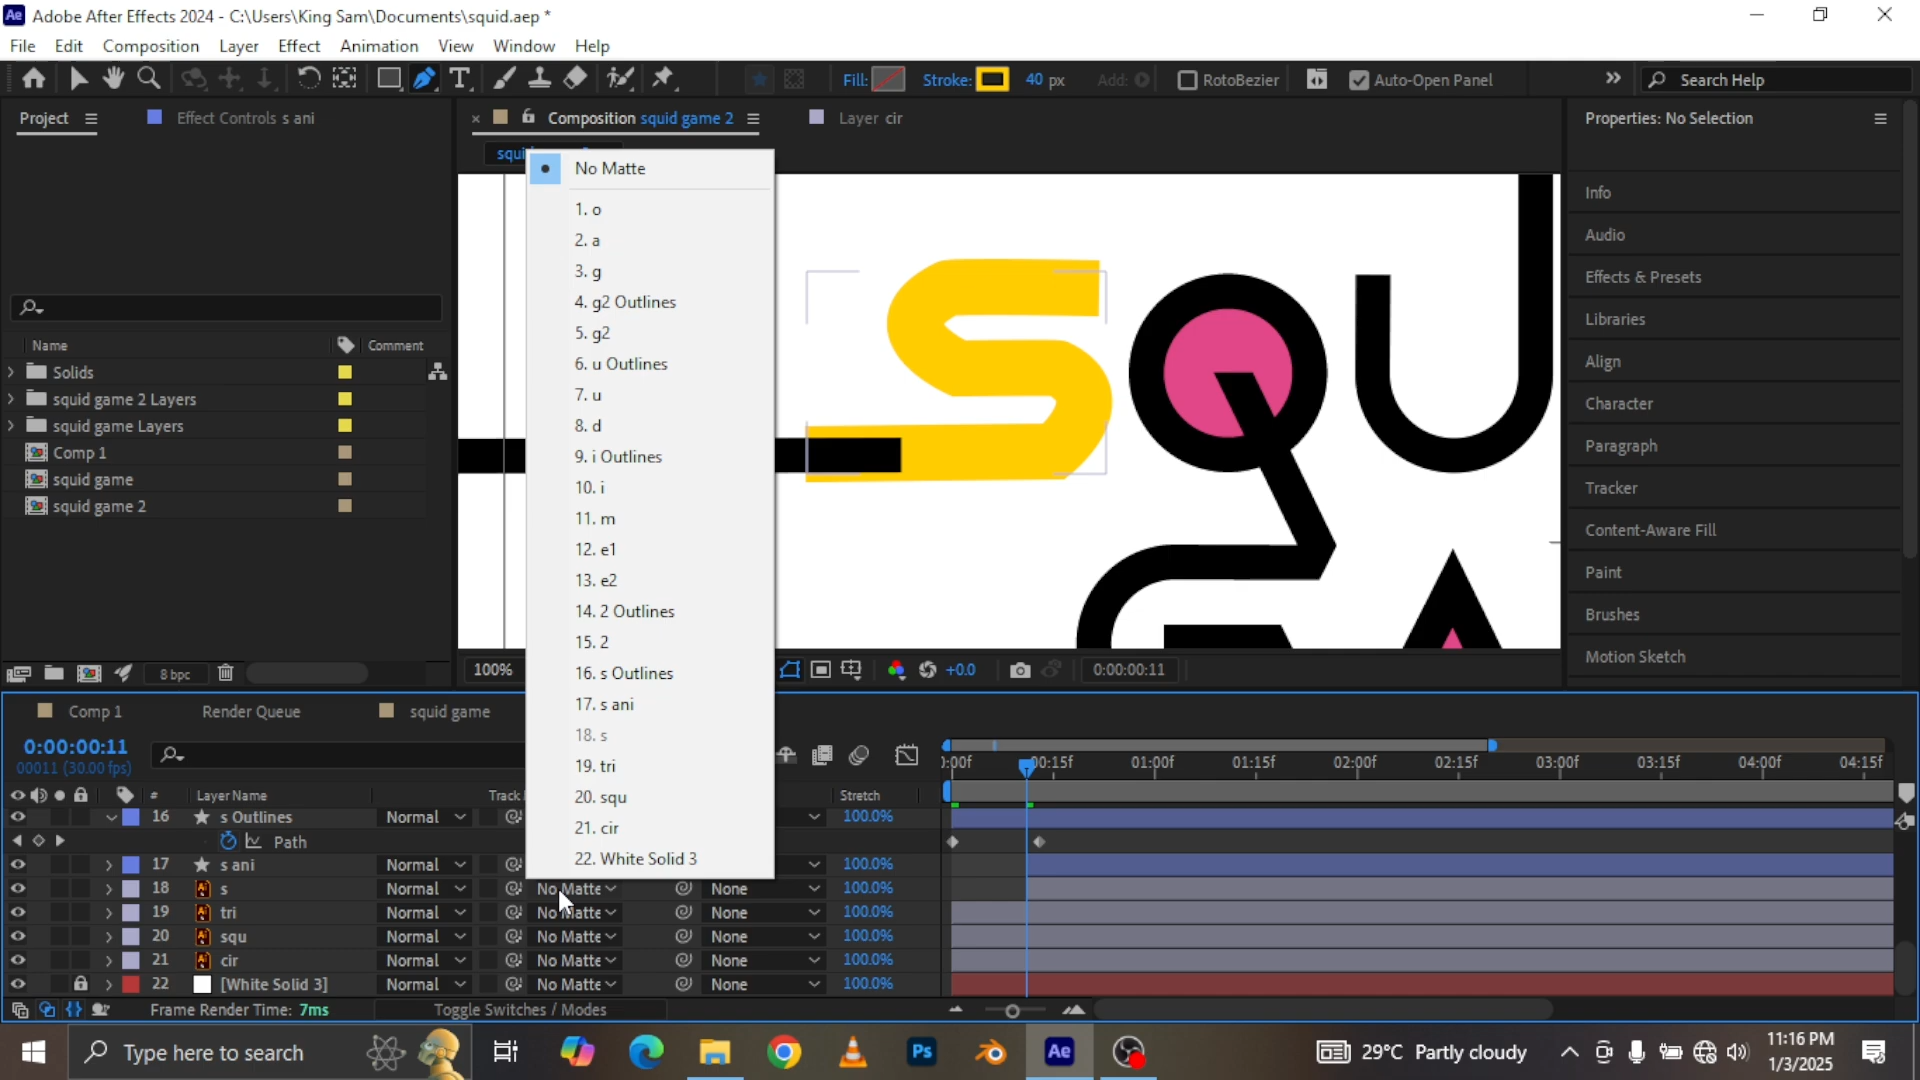 Ae Adobe After Effects 2024 - C:\Users\King Sam\Documents\squid.aep *
File Edit Composition Layer Effect Animation View Window Help
Fill: Stroke: 40 px Add: RotoBezier Auto-Open Panel Search Help
Project Effect Controls s ani
Composition squid game 2 Layer cir
Properties: No Selection
No Matte
1. o
2. a
3. g
4. g2 Outlines
5. g2
6. u Outlines
7. u
8. d
9. i Outlines
10. i
11. m
12. e1
13. e2
14. 2 Outlines
15. 2
16. s Outlines
17. s ani
18. s
19. tri
20. squ
21. cir
22. White Solid 3
SQU
Info
Audio
Effects & Presets
Libraries
Align
Character
Paragraph
Tracker
Content-Aware Fill
Paint
Brushes
Motion Sketch
Name Comment
Solids
squid game 2 Layers
squid game Layers
Comp 1
squid game
squid game 2
8 bpc
100% +0.0 0:00:00:11
Comp 1 Render Queue squid game
0:00:00:11
00011 (30.00 fps)
00:15f 01:00f 01:15f 02:00f 02:15f 03:00f 03:15f 04:00f 04:15f
# Layer Name Track Stretch
16 s Outlines Normal 100.0%
Path
17 s ani Normal 100.0%
18 s Normal No Matte None 100.0%
19 tri Normal No Matte None 100.0%
20 squ Normal No Matte None 100.0%
21 cir Normal No Matte None 100.0%
22 [White Solid 3] Normal No Matte None 100.0%
Frame Render Time: 7ms Toggle Switches / Modes
Type here to search Ps Ae 29°C Partly cloudy 11:16 PM
1/3/2025